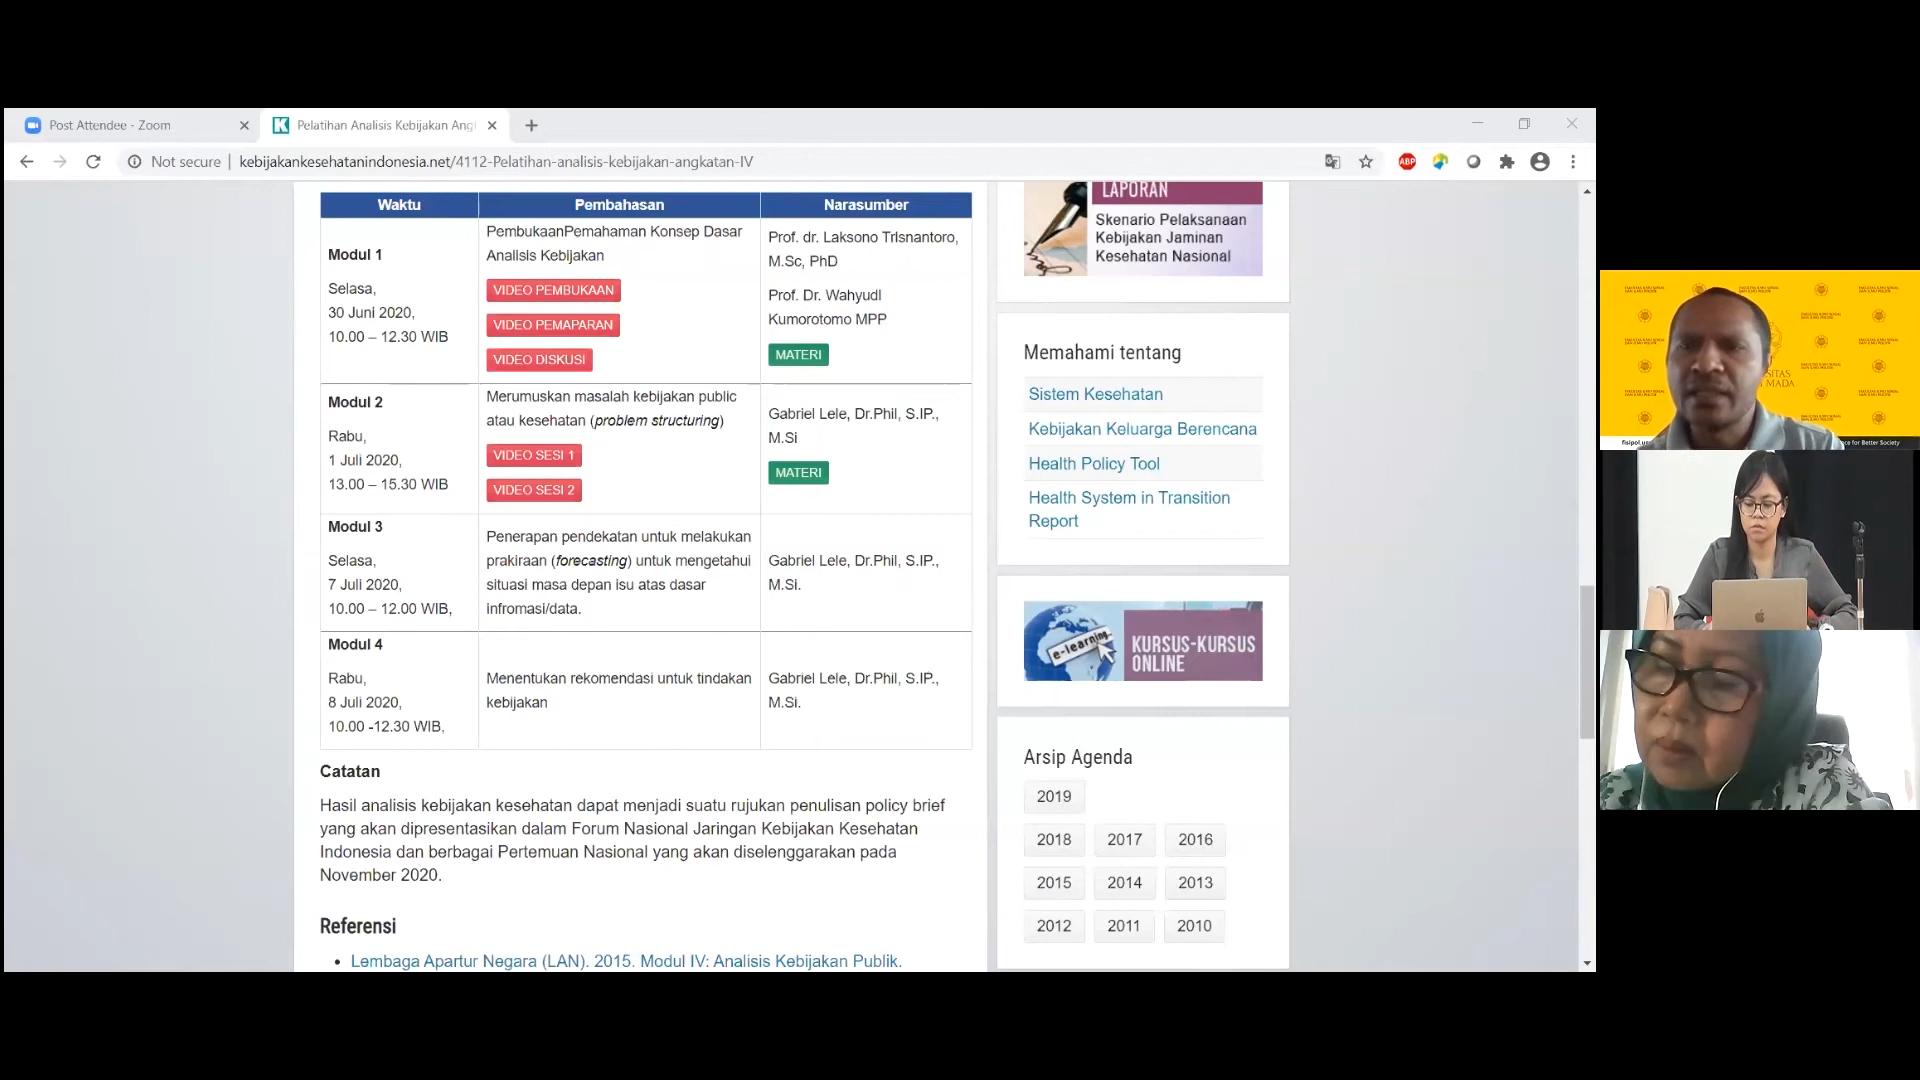 Post Attendee - Zoom
Pelatihan Analisis Kebijakan Ang
Not secure
kebijakankesehatanindonesia.net/4112-Pelatihan-analisis-kebijakan-angkatan-IV
ABP
Waktu
Pembahasan
Narasumber
Modul 1
Selasa,
30 Juni 2020,
10.00 – 12.30 WIB
PembukaanPemahaman Konsep Dasar
Analisis Kebijakan
VIDEO PEMBUKAAN
VIDEO PEMAPARAN
VIDEO DISKUSI
Prof. dr. Laksono TrIsnantoro,
M.Sc, PhD
Prof. Dr. WahyudI
Kumorotomo MPP
MATERI
Modul 2
Rabu,
1 Juli 2020,
13.00 – 15.30 WIB
Merumuskan masalah kebijakan public
atau kesehatan (problem structuring)
VIDEO SESI 1
VIDEO SESI 2
Gabriel Lele, Dr.Phil, S.IP.,
M.Si
MATERI
Modul 3
Selasa,
7 Juli 2020,
10.00 – 12.00 WIB,
Penerapan pendekatan untuk melakukan
prakiraan (forecasting) untuk mengetahui
situasi masa depan isu atas dasar
infromasi/data.
Gabriel Lele, Dr.Phil, S.IP.,
M.Si.
Modul 4
Rabu,
8 Juli 2020,
10.00 -12.30 WIB,
Menentukan rekomendasi untuk tindakan
kebijakan
Gabriel Lele, Dr.Phil, S.IP.,
M.Si.
Catatan
Hasil analisis kebijakan kesehatan dapat menjadi suatu rujukan penulisan policy brief
yang akan dipresentasikan dalam Forum Nasional Jaringan Kebijakan Kesehatan
Indonesia dan berbagai Pertemuan Nasional yang akan diselenggarakan pada
November 2020.
Referensi
Lembaga Apartur Negara (LAN). 2015. Modul IV: Analisis Kebijakan Publik.
LAPORAN
Skenario Pelaksanaan
Kebijakan Jaminan
Kesehatan Nasional
Memahami tentang
Sistem Kesehatan
Kebijakan Keluarga Berencana
Health Policy Tool
Health System in Transition
Report
e-learning
KURSUS-KURSUS
ONLINE
Arsip Agenda
2019
2018 2017 2016
2015 2014 2013
2012 2011 2010